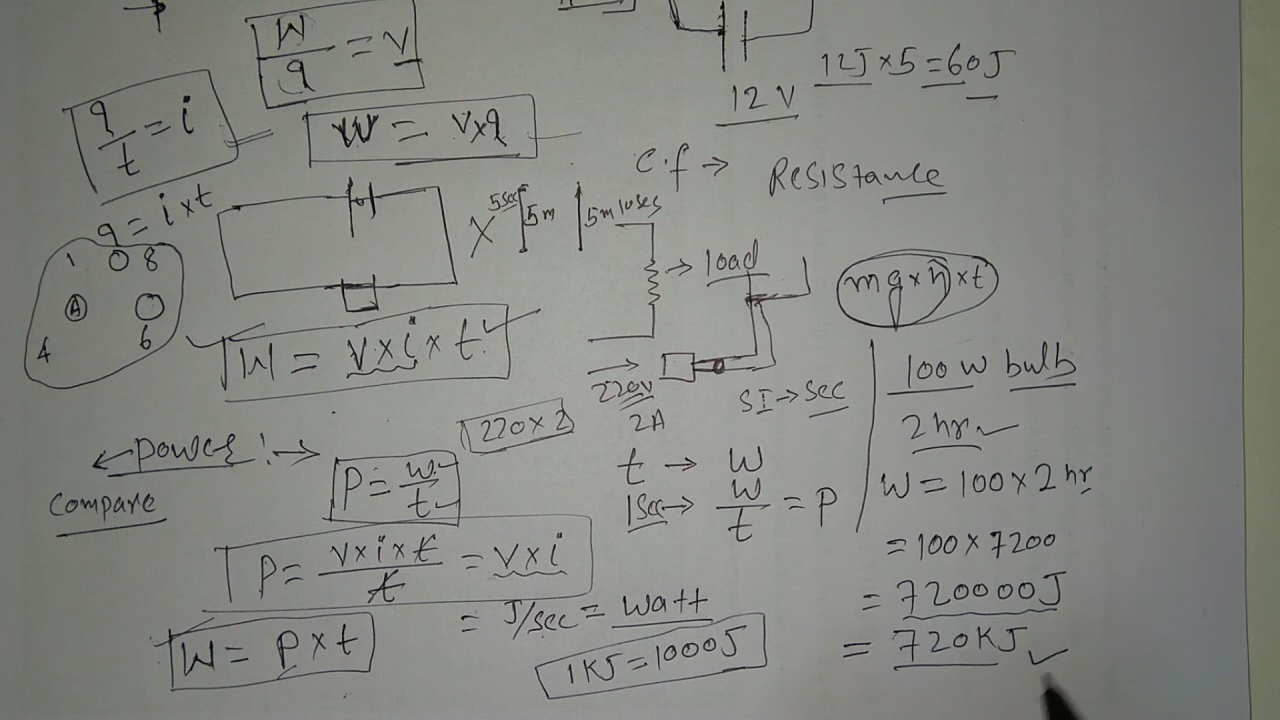 W/q = V
12J × 5 = 60J
12 V
q/t = i
W = V×q
q = i×t
C.f → Resistance
5sec 5m 5m 10sec
→ load
mg×h×t
1 8
A
4 6
W = V×i×t
220V
2A
SI → Sec
100 W bulb
2 hr
220×2
← Power :→
Compare
P = W/t
t → W
1Sec → W/t = P
W = 100×2 hr
= 100×7200
= 720000J
= 720KJ
P = V×i×t/t = V×i
= J/sec = Watt
W = P×t
1KJ = 1000J